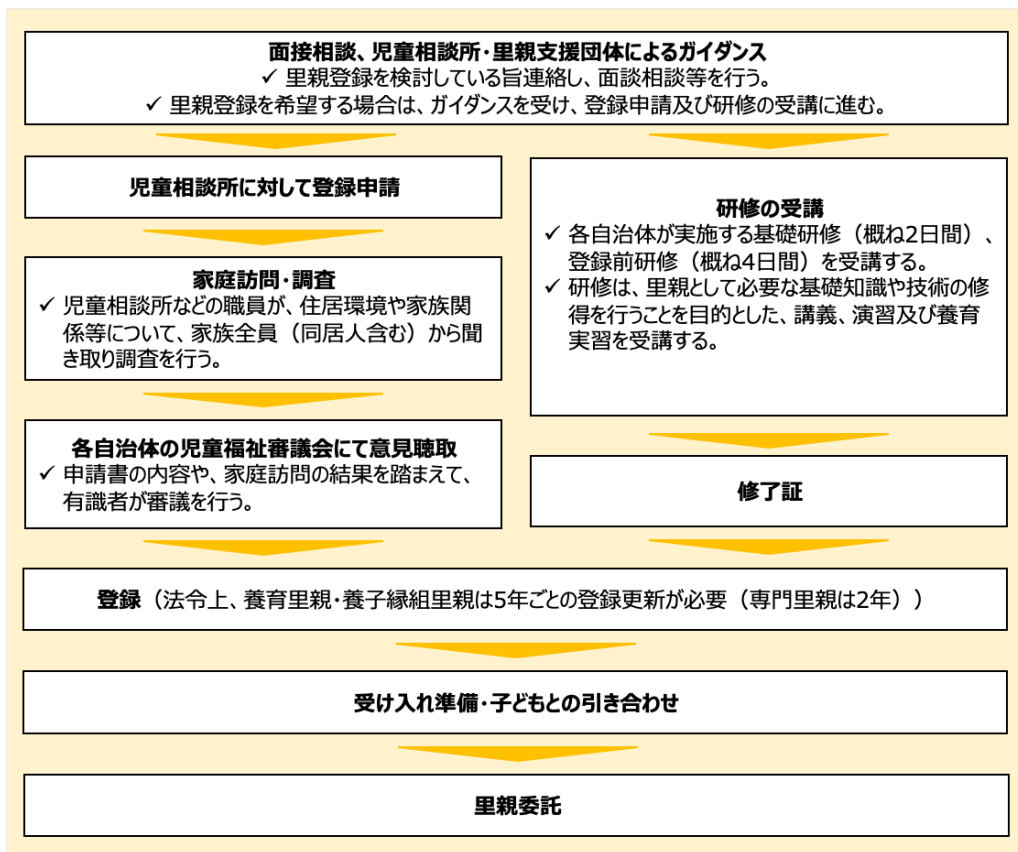 面接相談、児童相談所・里親支援団体によるガイダンス
✓ 里親登録を検討している旨連絡し、面談相談等を行う。
✓ 里親登録を希望する場合は、ガイダンスを受け、登録申請及び研修の受講に進む。
児童相談所に対して登録申請
家庭訪問・調査
✓ 児童相談所などの職員が、住居環境や家族関
係等について、家族全員（同居人含む）から聞
き取り調査を行う。
各自治体の児童福祉審議会にて意見聴取
✓ 申請書の内容や、家庭訪問の結果を踏まえて、
有識者が審議を行う。
研修の受講
✓ 各自治体が実施する基礎研修（概ね2日間）、
登録前研修（概ね4日間）を受講する。
✓ 研修は、里親として必要な基礎知識や技術の修
得を行うことを目的とした、講義、演習及び養育
実習を受講する。
修了証
登録（法令上、養育里親・養子縁組里親は5年ごとの登録更新が必要（専門里親は2年））
受け入れ準備・子どもとの引き合わせ
里親委託